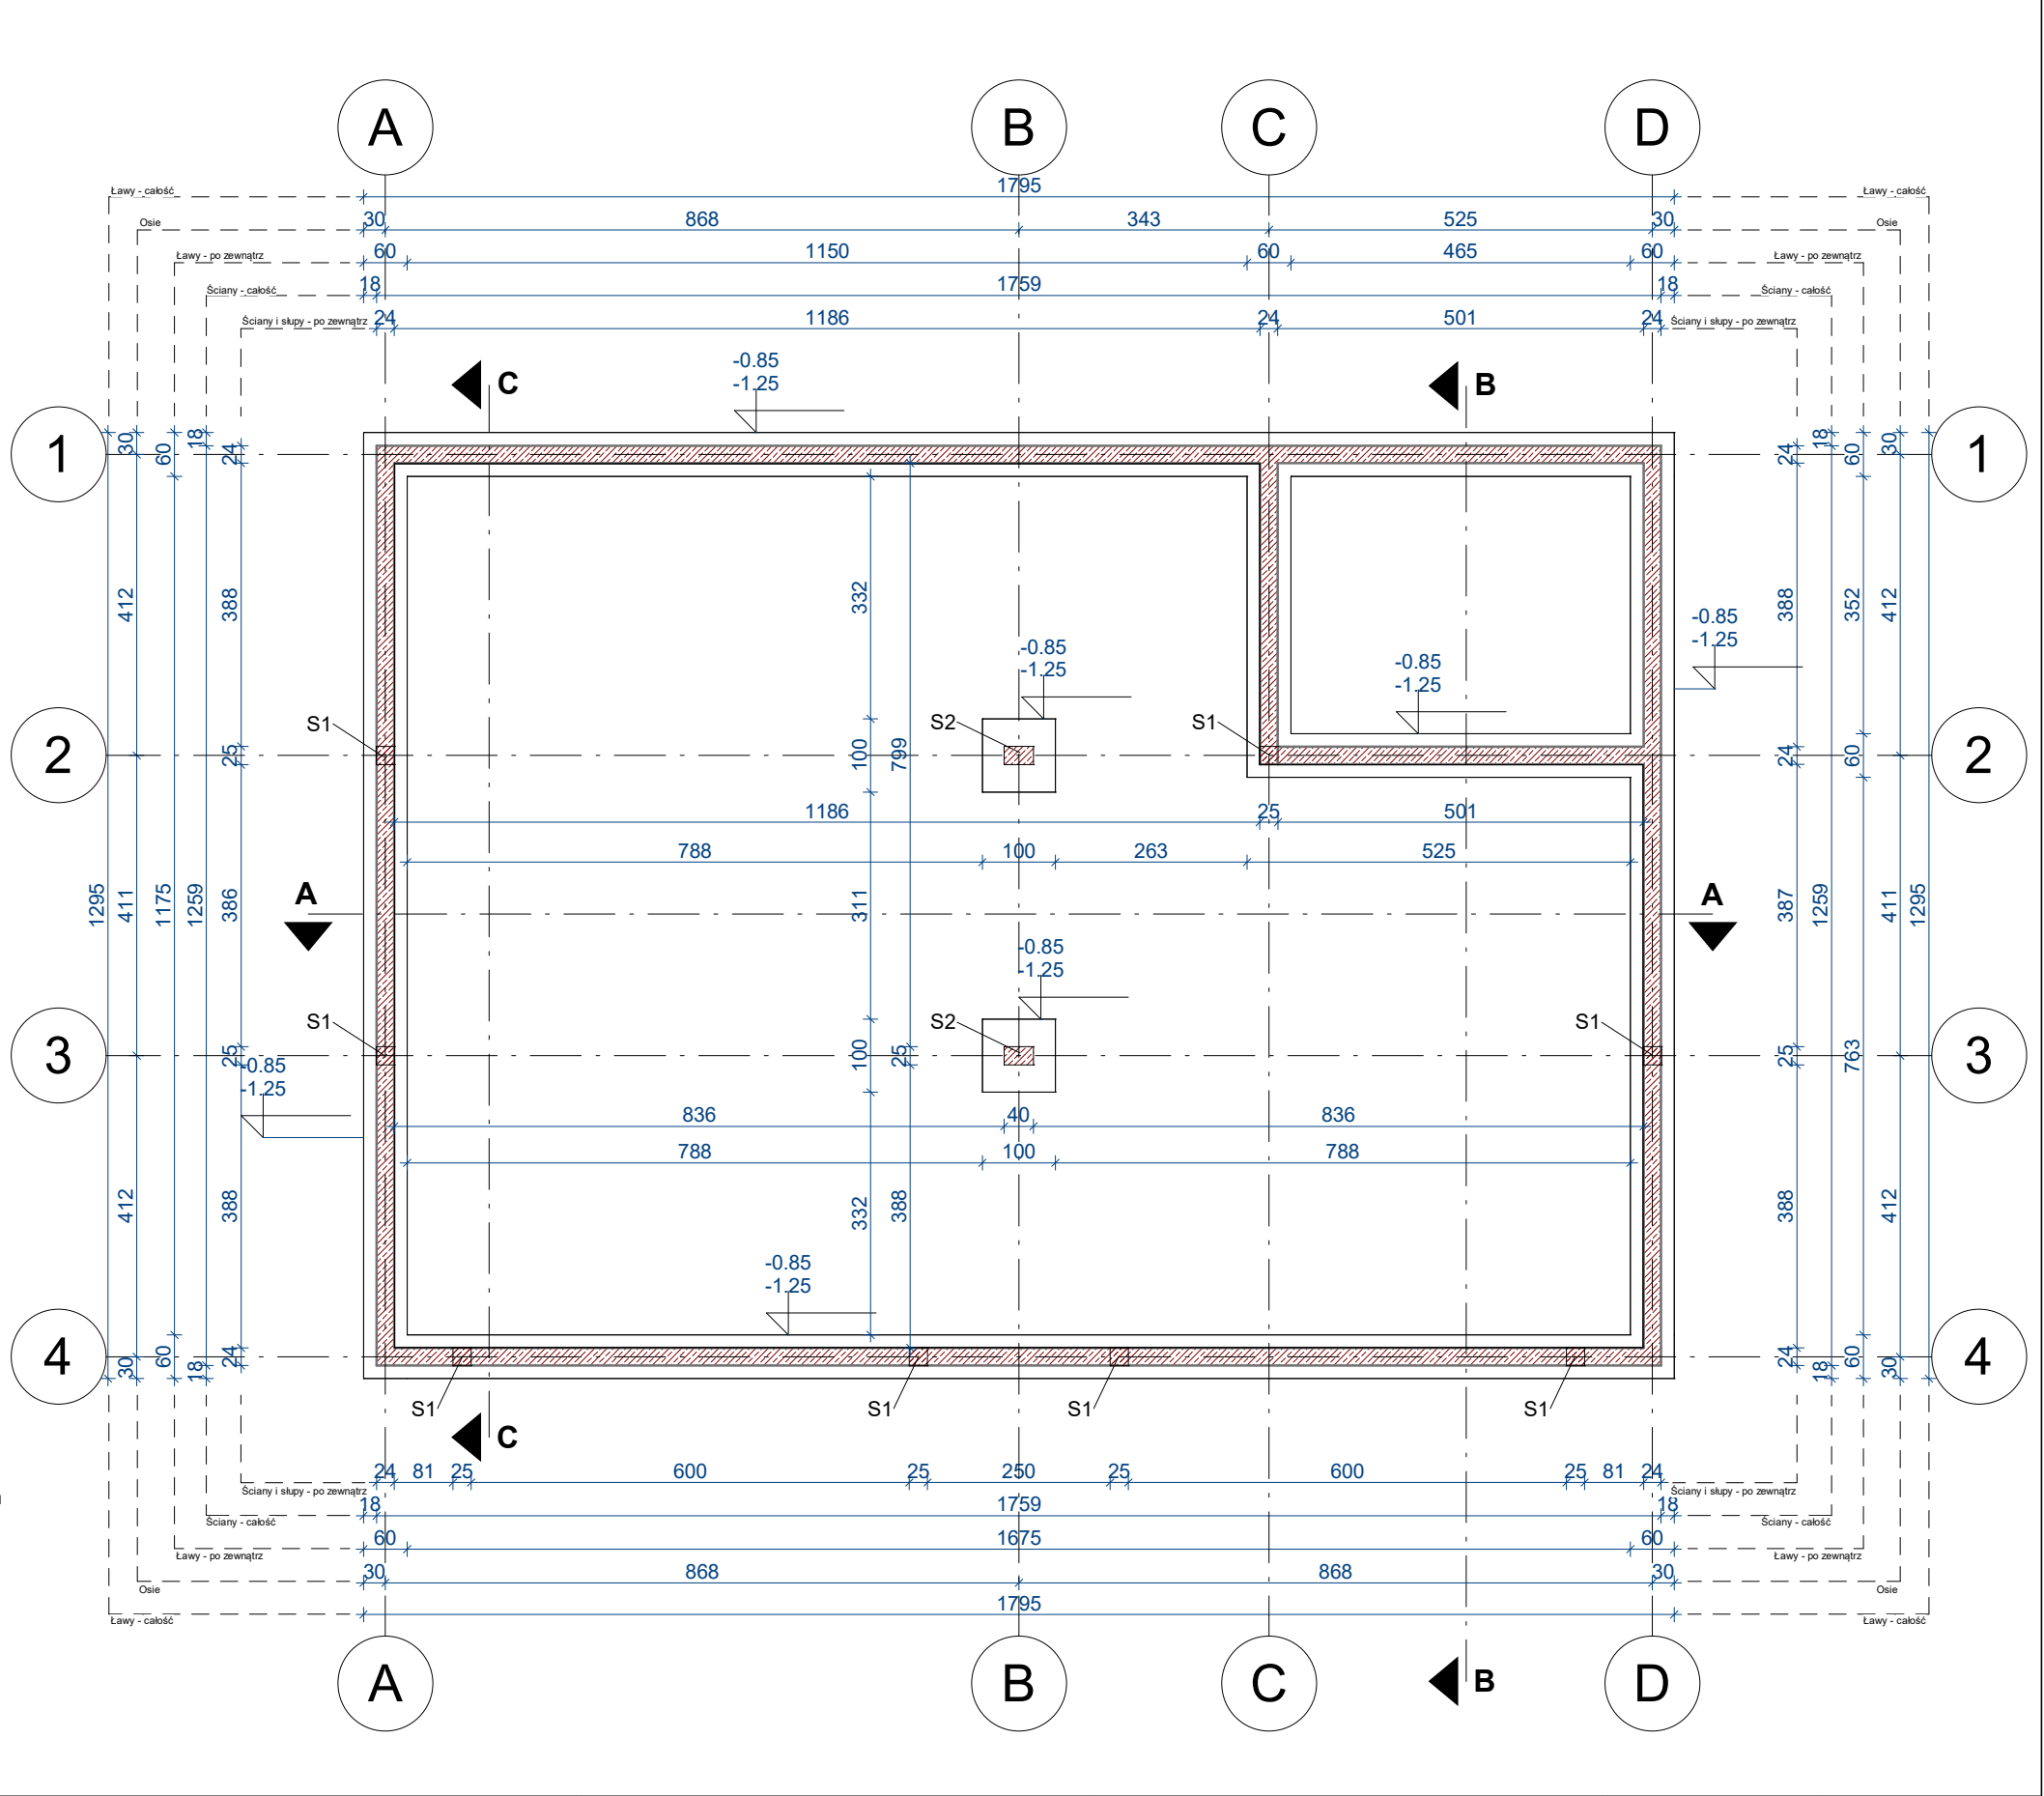 A B C D
Ławy - całość 1795 Ławy - całość
Osie 30 868 343 525 30 Osie
Ławy - po zewnątrz 60 1150 60 465 60 Ławy - po zewnątrz
Ściany - całość 18 1759 18 Ściany - całość
Ściany i słupy - po zewnątrz 24 1186 24 501 24 Ściany i słupy - po zewnątrz
-0.85
-1.25
C B
1 30 60 18 24 24 18 60 30 1
412 388 332 388 352 412
-0.85
-1.25
-0.85
-1.25
-0.85
-1.25
S1 S2 S1
2 25 100 799 24 60 2
1186 25 501
788 100 263 525
1295 411 1175 1259 386 311 387 1259 411 1295
A A
-0.85
-1.25
S1 S2 S1
3 25 100 25 25 763 3
-0.85
-1.25
836 40 836
788 100 788
412 388 332 388 388 412
-0.85
-1.25
4 30 60 18 24 24 18 60 30 4
S1 S1 S1 S1
C
24 81 25 600 25 250 25 600 25 81 24
Ściany i słupy - po zewnątrz Ściany i słupy - po zewnątrz
18 1759 18
Ściany - całość Ściany - całość
60 1675 60
Ławy - po zewnątrz Ławy - po zewnątrz
30 868 868 30
Osie Osie
1795
Ławy - całość Ławy - całość
A B C B D